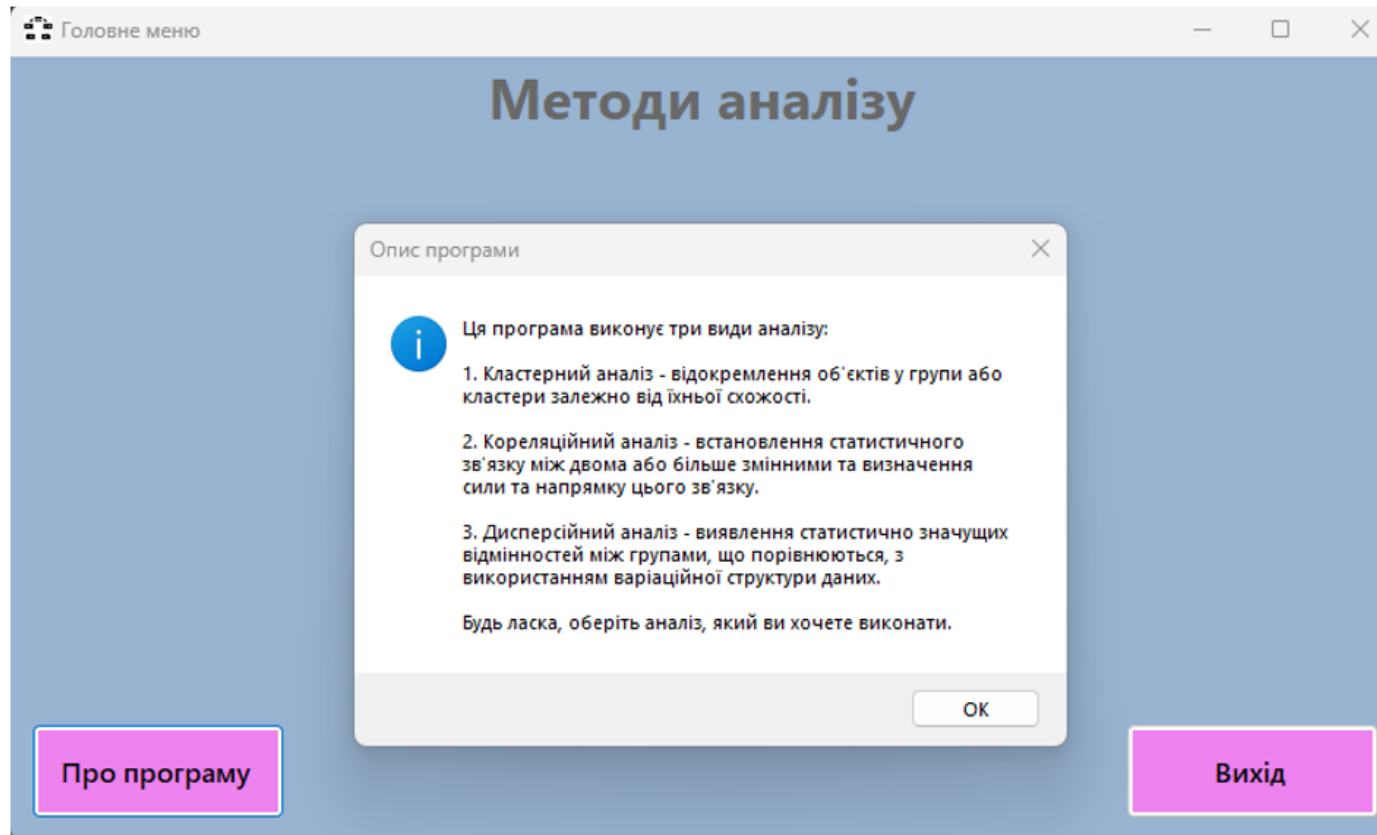 Головне меню
Методи аналізу
Опис програми
Ця програма виконує три види аналізу:
1. Кластерний аналіз - відокремлення об'єктів у групи або
кластери залежно від їхньої схожості.
2. Кореляційний аналіз - встановлення статистичного
зв'язку між двома або більше змінними та визначення
сили та напрямку цього зв'язку.
3. Дисперсійний аналіз - виявлення статистично значущих
відмінностей між групами, що порівнюються, з
використанням варіаційної структури даних.
Будь ласка, оберіть аналіз, який ви хочете виконати.
ОК
Про програму
Вихід